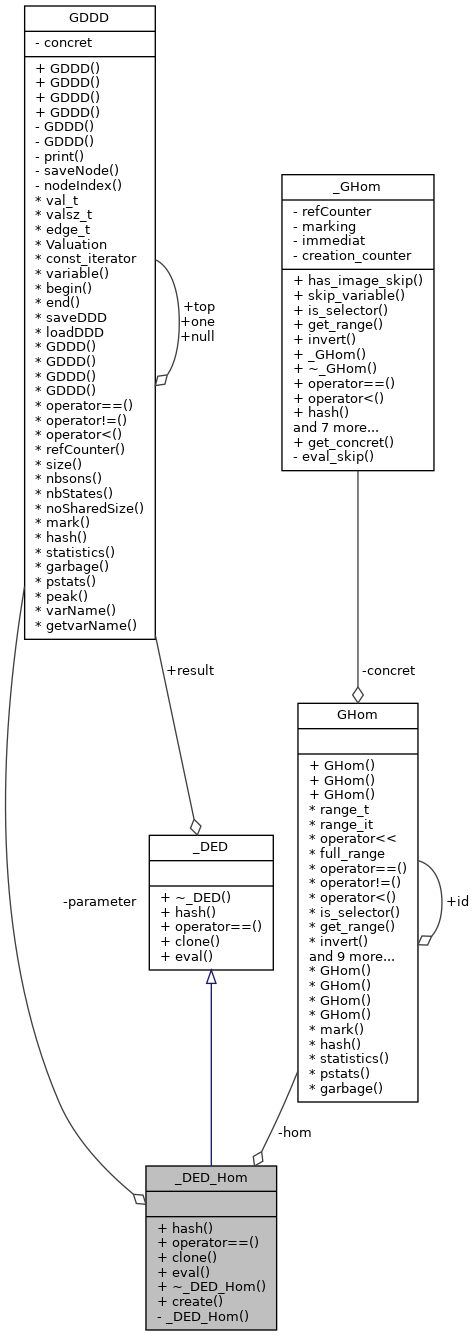 GDDD
- concret
+ GDDD()
+ GDDD()
+ GDDD()
+ GDDD()
- GDDD()
- GDDD()
- print()
- saveNode()
- nodeIndex()
* val_t
* valsz_t
* edge_t
* Valuation
* const_iterator
* variable()
* begin()
* end()
* saveDDD
* loadDDD
* GDDD()
* GDDD()
* GDDD()
* GDDD()
* operator==()
* operator!=()
* operator<()
* refCounter()
* size()
* nbsons()
* nbStates()
* noSharedSize()
* mark()
* hash()
* statistics()
* garbage()
* pstats()
* peak()
* varName()
* getvarName()
+top
+one
+null
_GHom
- refCounter
- marking
- immediat
- creation_counter
+ has_image_skip()
+ skip_variable()
+ is_selector()
+ get_range()
+ invert()
+ _GHom()
+ ~_GHom()
+ operator==()
+ operator<()
+ hash()
and 7 more...
+ get_concret()
- eval_skip()
+result
-concret
GHom
+ GHom()
+ GHom()
+ GHom()
* range_t
* range_it
* operator<<
* full_range
* operator==()
* operator!=()
* operator<()
* is_selector()
* get_range()
* invert()
and 9 more...
* GHom()
* GHom()
* GHom()
* GHom()
* mark()
* hash()
* statistics()
* pstats()
* garbage()
+id
_DED
+ ~_DED()
+ hash()
+ operator==()
+ clone()
+ eval()
-parameter
-hom
_DED_Hom
+ hash()
+ operator==()
+ clone()
+ eval()
+ ~_DED_Hom()
+ create()
- _DED_Hom()